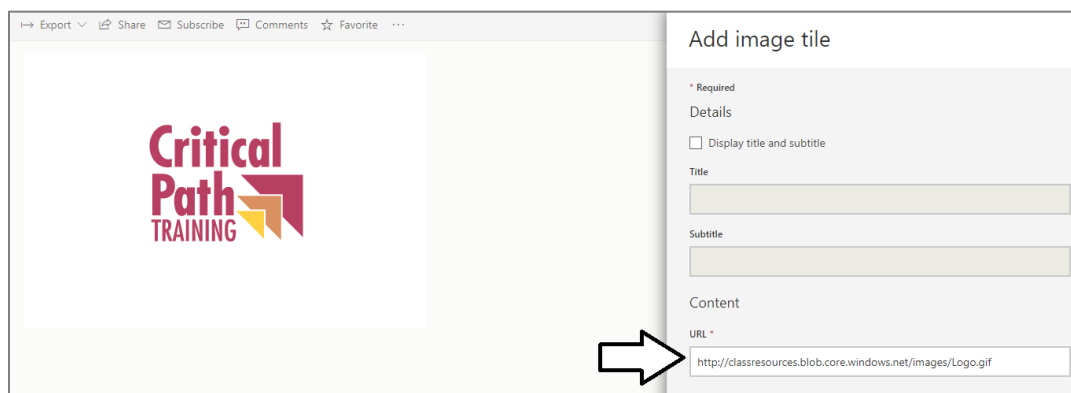 Export Share Subscribe Comments Favorite ...
Critical
Path
TRAINING
Add image tile
* Required
Details
Display title and subtitle
Title
Subtitle
Content
URL *
http://classresources.blob.core.windows.net/images/Logo.gif